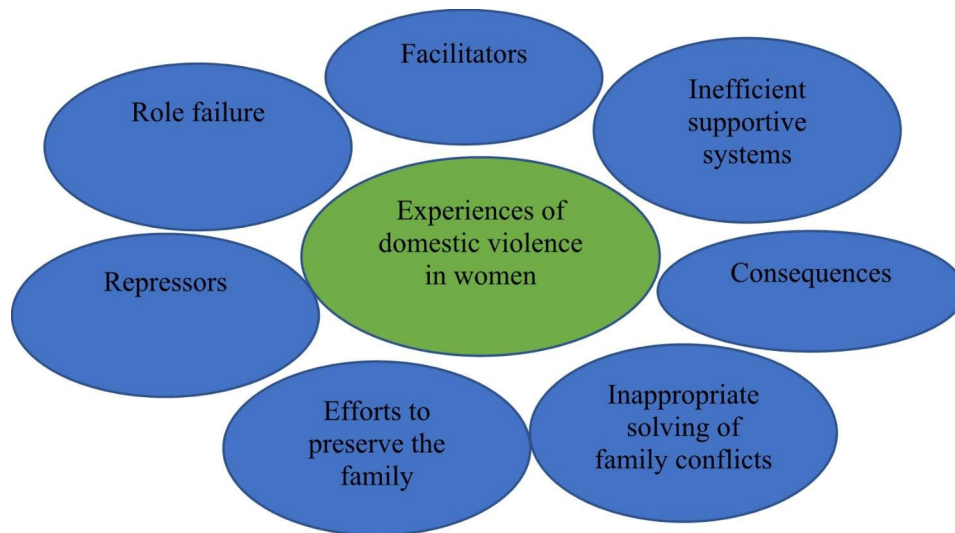 Facilitators
Role failure
Inefficient
supportive
systems
Experiences of
domestic violence
in women
Repressors
Consequences
Efforts to
preserve the
family
Inappropriate
solving of
family conflicts